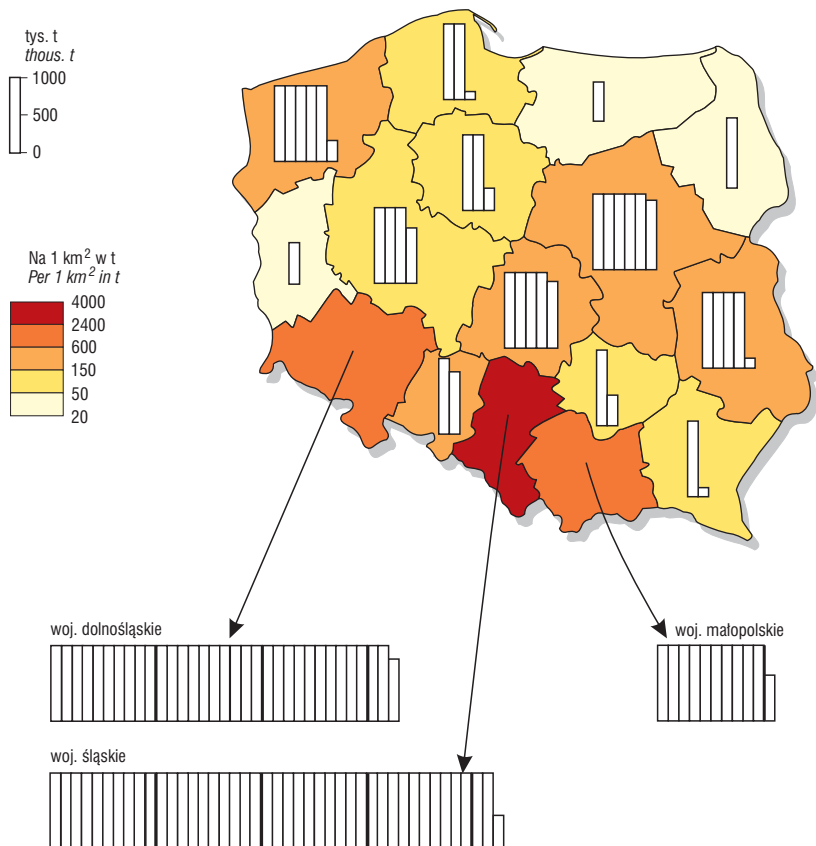 tys. t
thous. t
1000
500
0
Na 1 km² w t
Per 1 km² in t
4000
2400
600
150
50
20
woj. dolnośląskie
woj. małopolskie
woj. śląskie